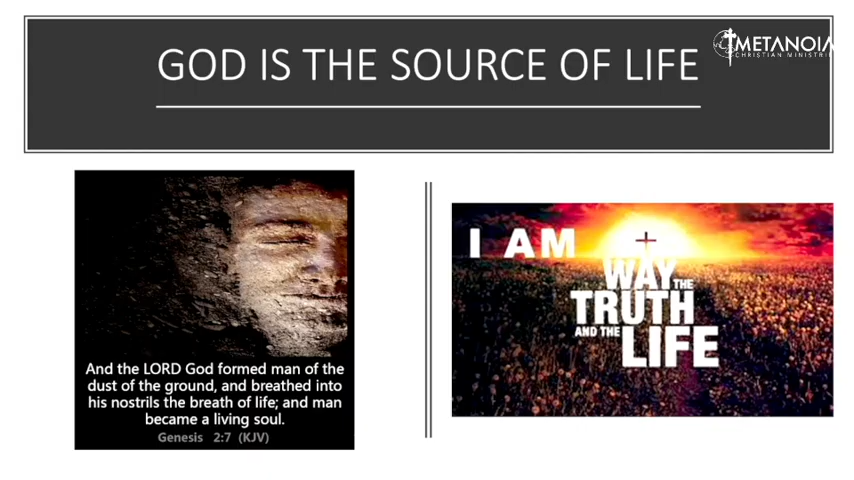 GOD IS THE SOURCE OF LIFE
METANOIA
CHRISTIAN MINISTRI
And the LORD God formed man of the
dust of the ground, and breathed into
his nostrils the breath of life; and man
became a living soul.
Genesis 2:7 (KJV)
I AM
WAY THE
TRUTH
AND THE
LIFE